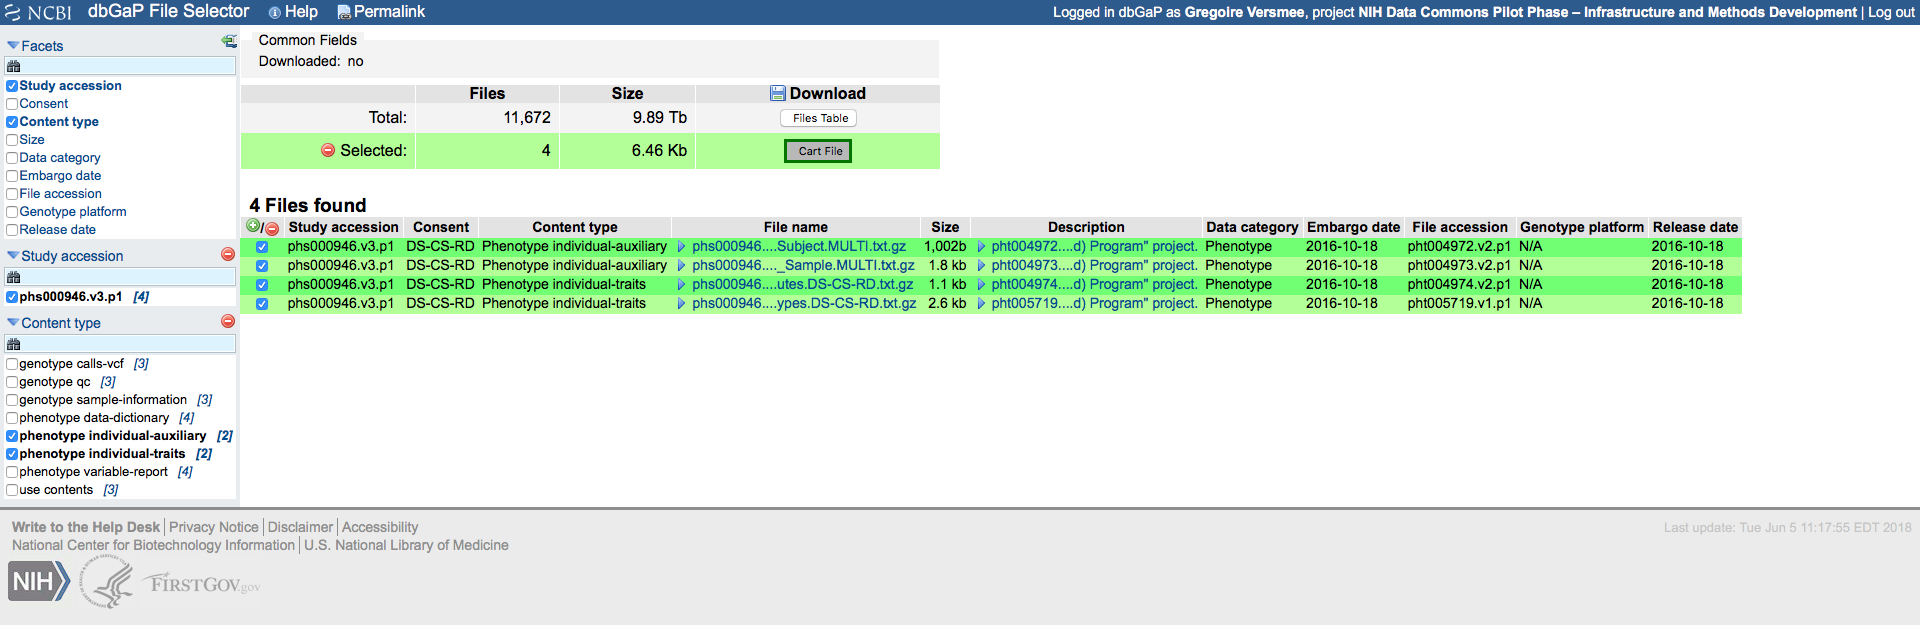 NCBI dbGaP File Selector Help Permalink Logged in dbGaP as Gregoire Versmee, project NIH Data Commons Pilot Phase – Infrastructure and Methods Development | Log out
Facets
Study accession
Consent
Content type
Size
Data category
Embargo date
File accession
Genotype platform
Release date
Study accession
phs000946.v3.p1 [4]
Content type
genotype calls-vcf [3]
genotype qc [3]
genotype sample-information [3]
phenotype data-dictionary [4]
phenotype individual-auxiliary [2]
phenotype individual-traits [2]
phenotype variable-report [4]
use contents [3]
Common Fields
Downloaded: no
Files Size Download
Total: 11,672 9.89 Tb Files Table
Selected: 4 6.46 Kb Cart File
4 Files found
/ Study accession Consent Content type File name Size Description Data category Embargo date File accession Genotype platform Release date
phs000946.v3.p1 DS-CS-RD Phenotype individual-auxiliary phs000946....Subject.MULTI.txt.gz 1,002b pht004972....d) Program" project. Phenotype 2016-10-18 pht004972.v2.p1 N/A 2016-10-18
phs000946.v3.p1 DS-CS-RD Phenotype individual-auxiliary phs000946...._Sample.MULTI.txt.gz 1.8 kb pht004973....d) Program" project. Phenotype 2016-10-18 pht004973.v2.p1 N/A 2016-10-18
phs000946.v3.p1 DS-CS-RD Phenotype individual-traits phs000946....utes.DS-CS-RD.txt.gz 1.1 kb pht004974....d) Program" project. Phenotype 2016-10-18 pht004974.v2.p1 N/A 2016-10-18
phs000946.v3.p1 DS-CS-RD Phenotype individual-traits phs000946....ypes.DS-CS-RD.txt.gz 2.6 kb pht005719....d) Program" project. Phenotype 2016-10-18 pht005719.v1.p1 N/A 2016-10-18
Write to the Help Desk | Privacy Notice | Disclaimer | Accessibility
National Center for Biotechnology Information | U.S. National Library of Medicine
Last update: Tue Jun 5 11:17:55 EDT 2018
NIH
FIRSTGOV.gov